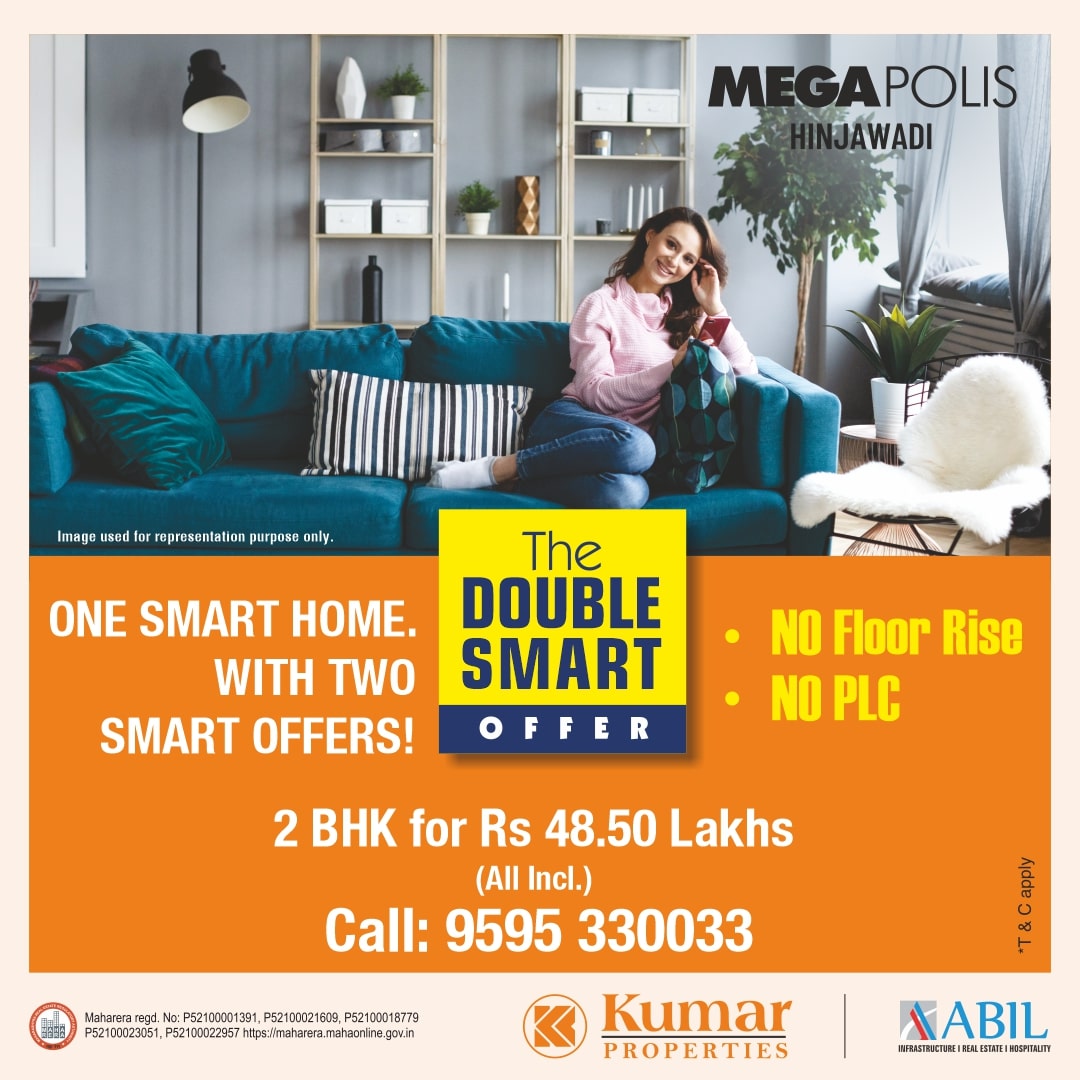 MEGAPOLIS
HINJAWADI
Image used for representation purpose only.
ONE SMART HOME.
WITH TWO
SMART OFFERS!
The
DOUBLE
SMART
OFFER
• NO Floor Rise
• NO PLC
2 BHK for Rs 48.50 Lakhs
(All Incl.)
Call: 9595 330033
*T & C apply
MAHA
RERA
Maharera regd. No: P52100001391, P52100021609, P52100018779
P52100023051, P52100022957 https://maharera.mahaonline.gov.in
Kumar
PROPERTIES
ABIL
INFRASTRUCTURE I REAL ESTATE I HOSPITALITY